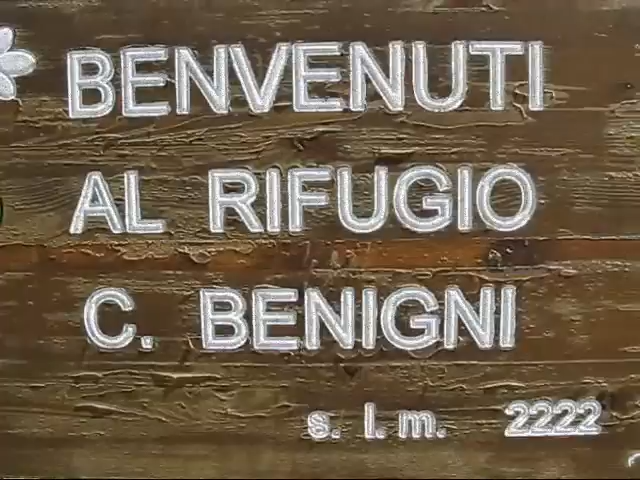 BENVENUTI
AL RIFUGIO
C. BENIGNI
s. l. m. 2222